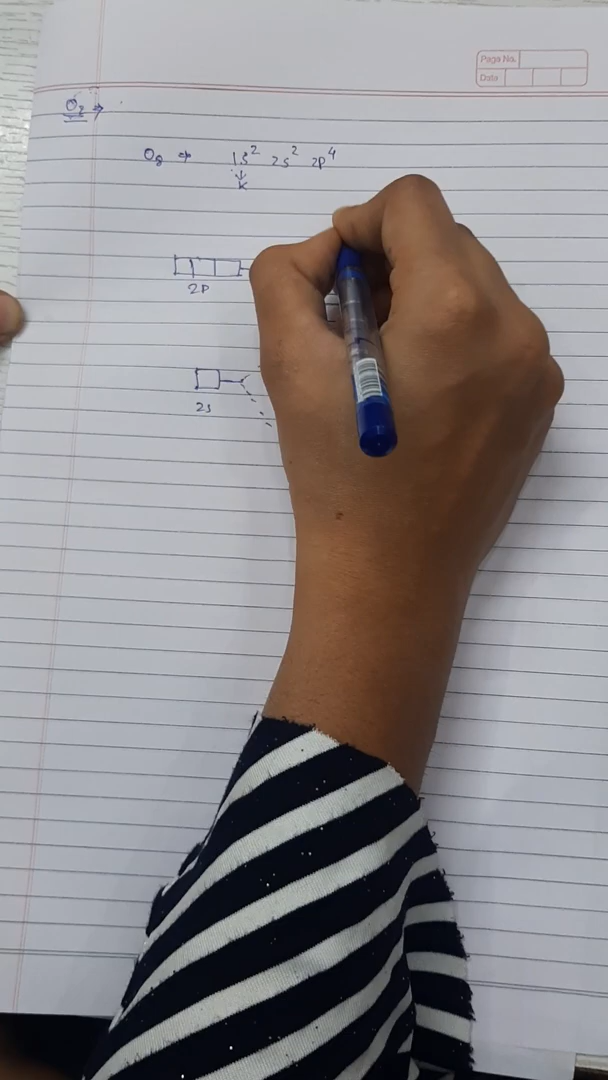 Page No.
Date
O₂ ⇒
O₈ ⇒ 1s² 2s² 2p⁴
K
2P
2s